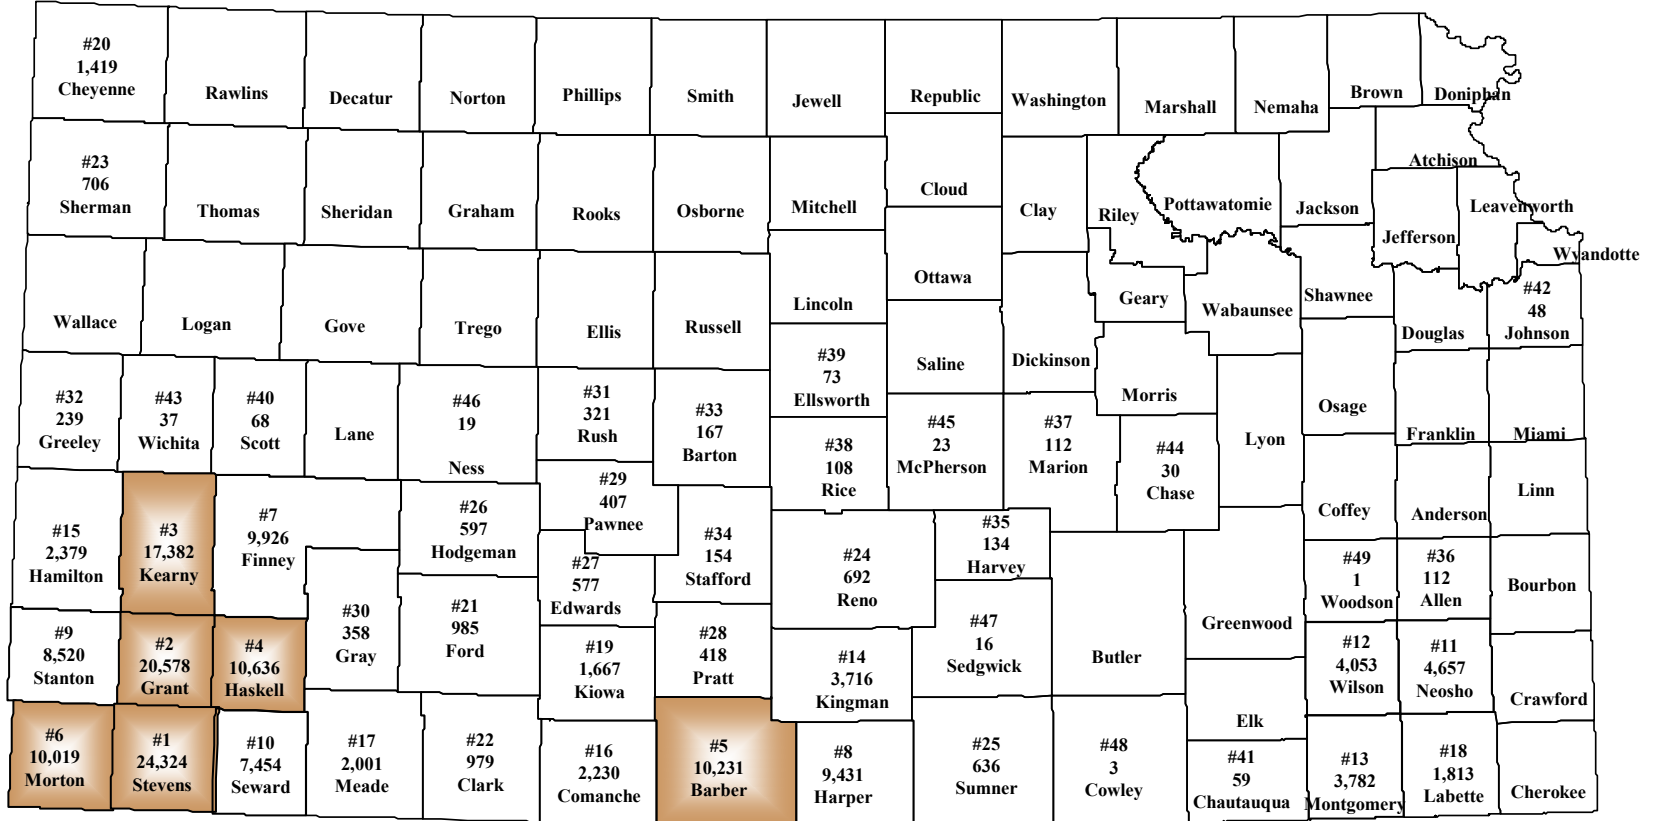 #20
1,419
Cheyenne
Rawlins
Decatur
Norton
Phillips
Smith
Jewell
Republic
Washington
Marshall
Nemaha
Brown
Doniphan
#23
706
Sherman
Thomas
Sheridan
Graham
Rooks
Osborne
Mitchell
Cloud
Clay
Riley
Pottawatomie
Jackson
Atchison
Jefferson
Leavenworth
Wyandotte
Wallace
Logan
Gove
Trego
Ellis
Russell
Lincoln
Ottawa
Saline
Dickinson
Geary
Wabaunsee
Shawnee
Douglas
#42
48
Johnson
#32
239
Greeley
#43
37
Wichita
#40
68
Scott
Lane
#46
19
Ness
#31
321
Rush
#33
167
Barton
#39
73
Ellsworth
#38
108
Rice
#45
23
McPherson
#37
112
Marion
Morris
#44
30
Chase
Lyon
Osage
Franklin
Miami
Coffey
Anderson
Linn
#15
2,379
Hamilton
#3
17,382
Kearny
#7
9,926
Finney
#26
597
Hodgeman
#29
407
Pawnee
#27
577
Edwards
#34
154
Stafford
#24
692
Reno
#35
134
Harvey
#47
16
Sedgwick
Butler
Greenwood
#49
1
Woodson
#36
112
Allen
Bourbon
#9
8,520
Stanton
#2
20,578
Grant
#4
10,636
Haskell
#30
358
Gray
#21
985
Ford
#19
1,667
Kiowa
#28
418
Pratt
#14
3,716
Kingman
Elk
#12
4,053
Wilson
#11
4,657
Neosho
Crawford
#6
10,019
Morton
#1
24,324
Stevens
#10
7,454
Seward
#17
2,001
Meade
#22
979
Clark
#16
2,230
Comanche
#5
10,231
Barber
#8
9,431
Harper
#25
636
Sumner
#48
3
Cowley
#41
59
Chautauqua
#13
3,782
Montgomery
#18
1,813
Labette
Cherokee